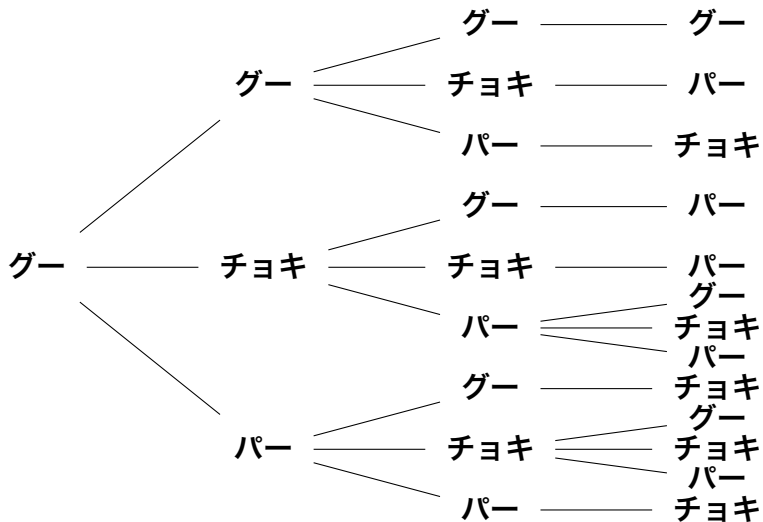 グー グー
グー チョキ パー
パー チョキ
グー パー
グー チョキ チョキ パー
グー
パー チョキ
パー
グー チョキ
グー
パー チョキ チョキ
パー
パー チョキ